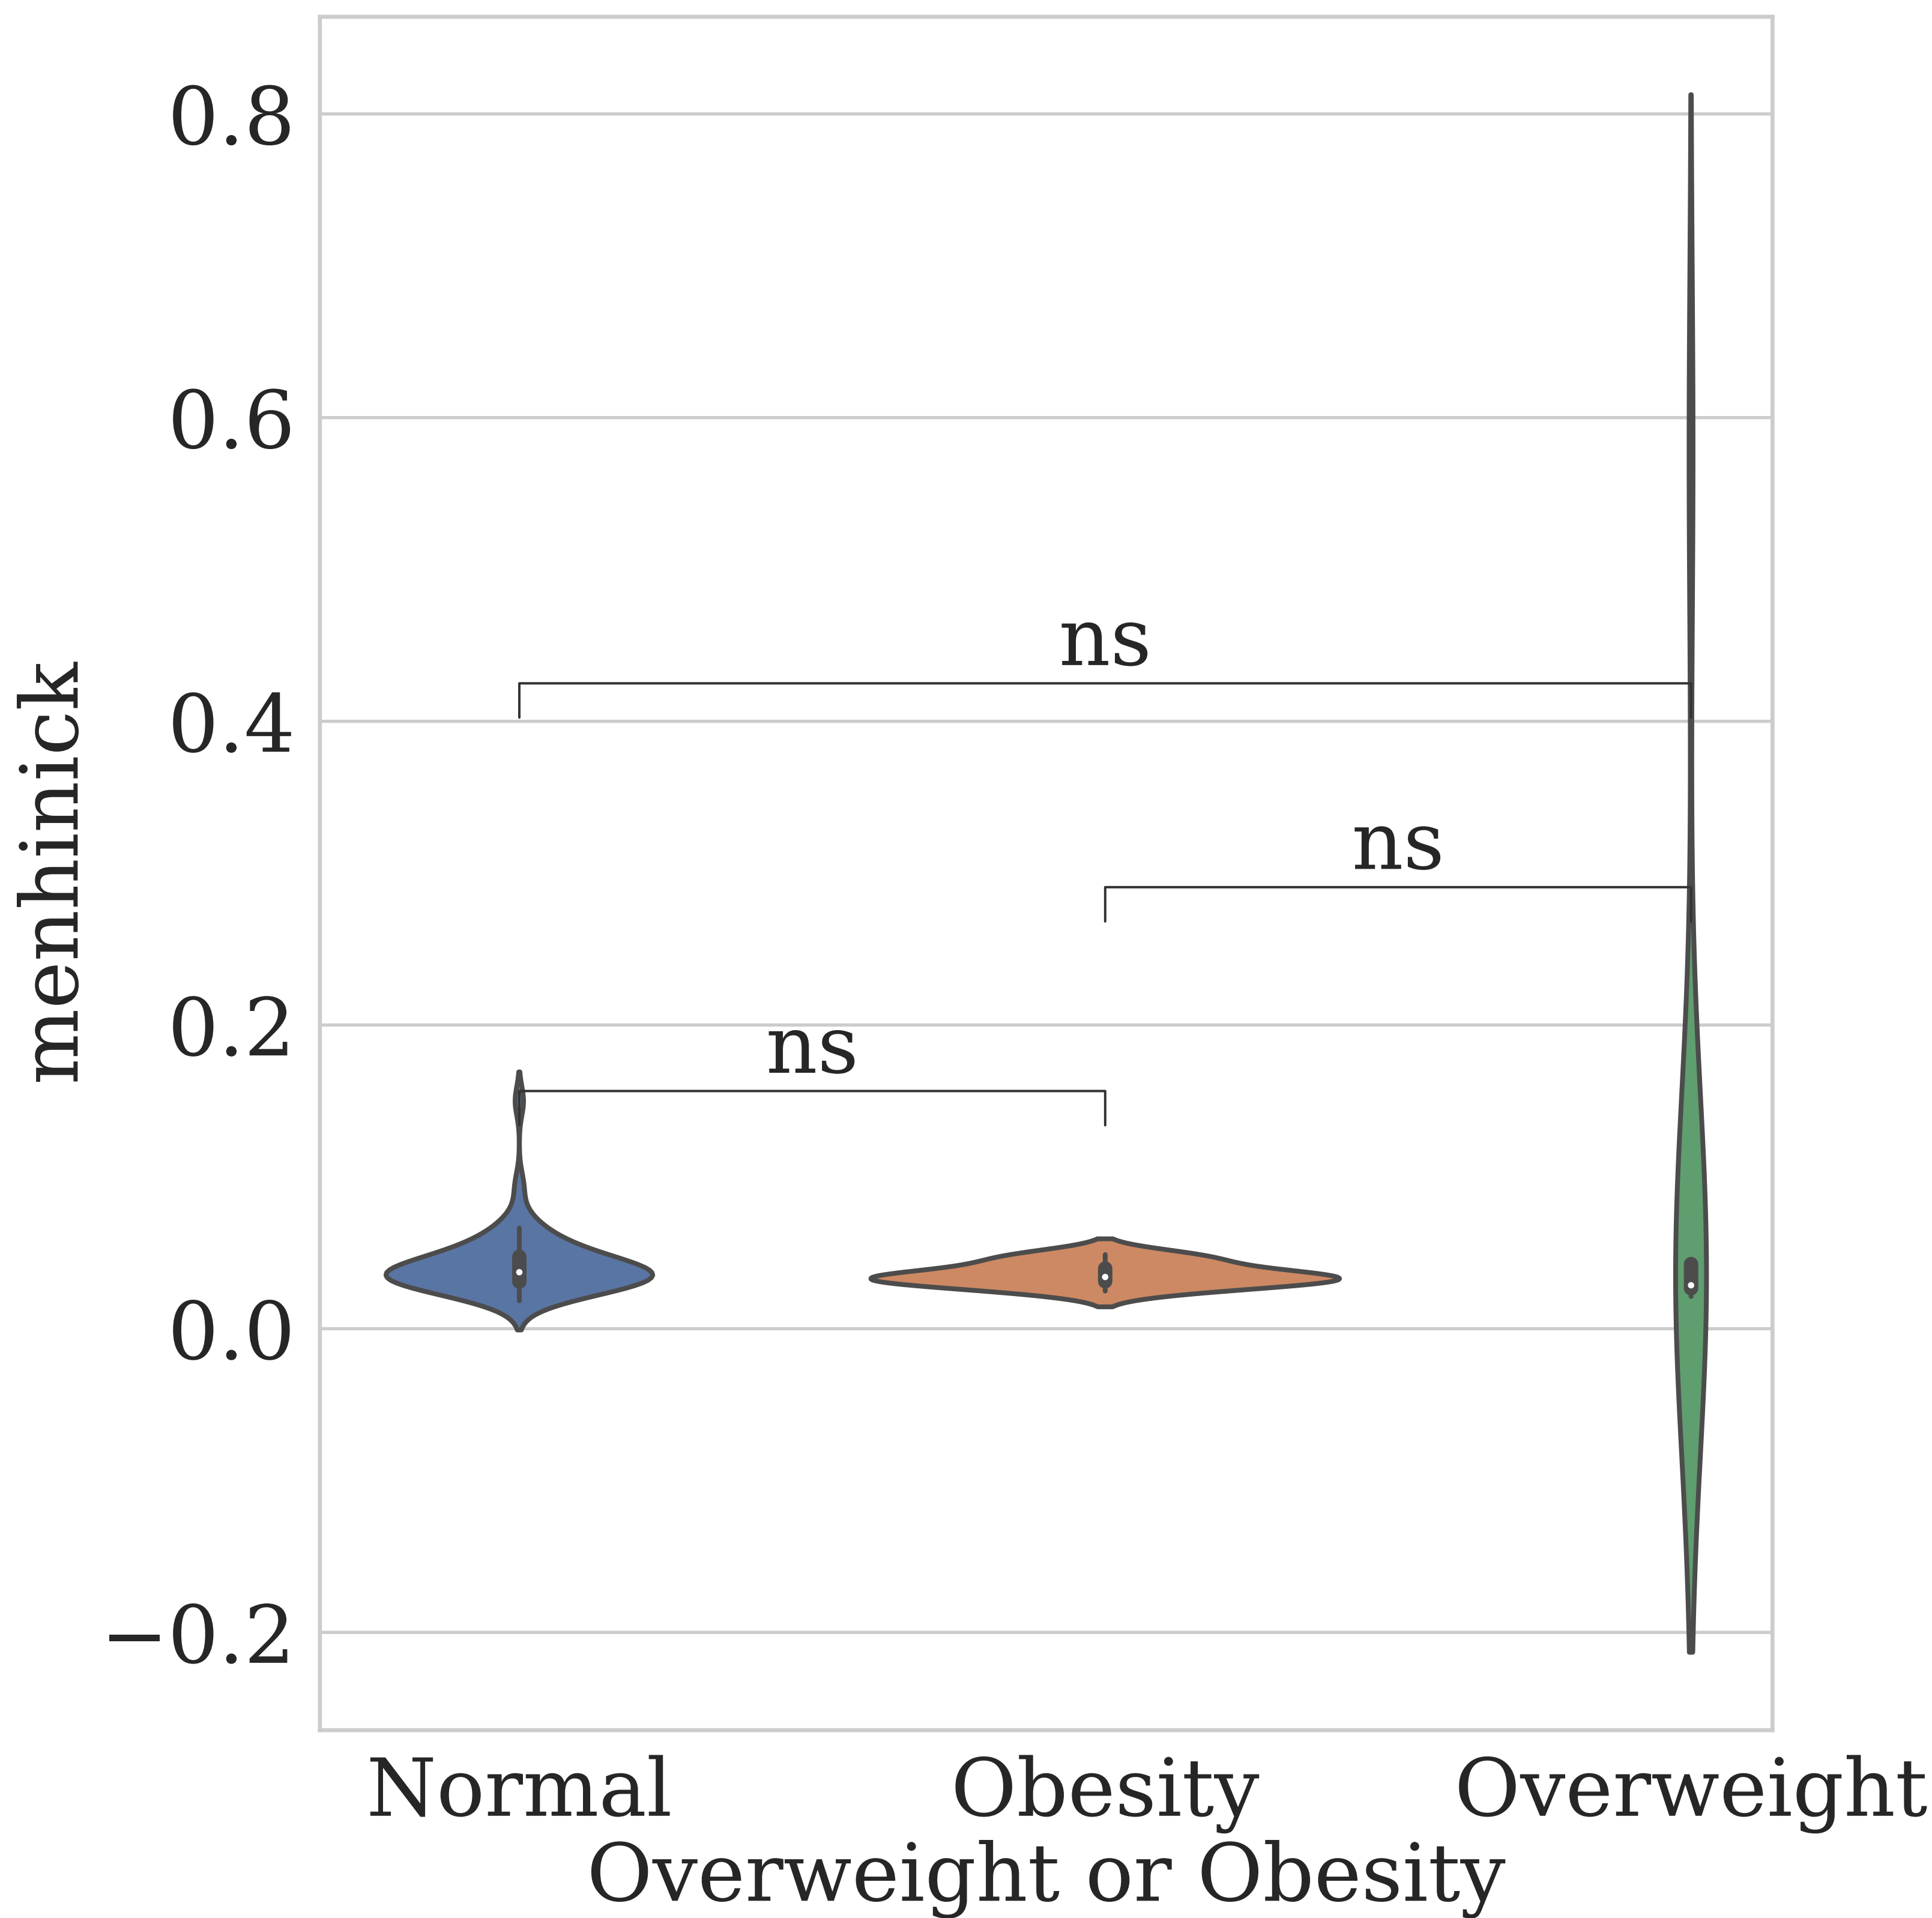 0.8
0.6
ns
0.4
ns
0.2
ns
0.0
−0.2
menhinick
Normal
Obesity
Overweight
Overweight or Obesity